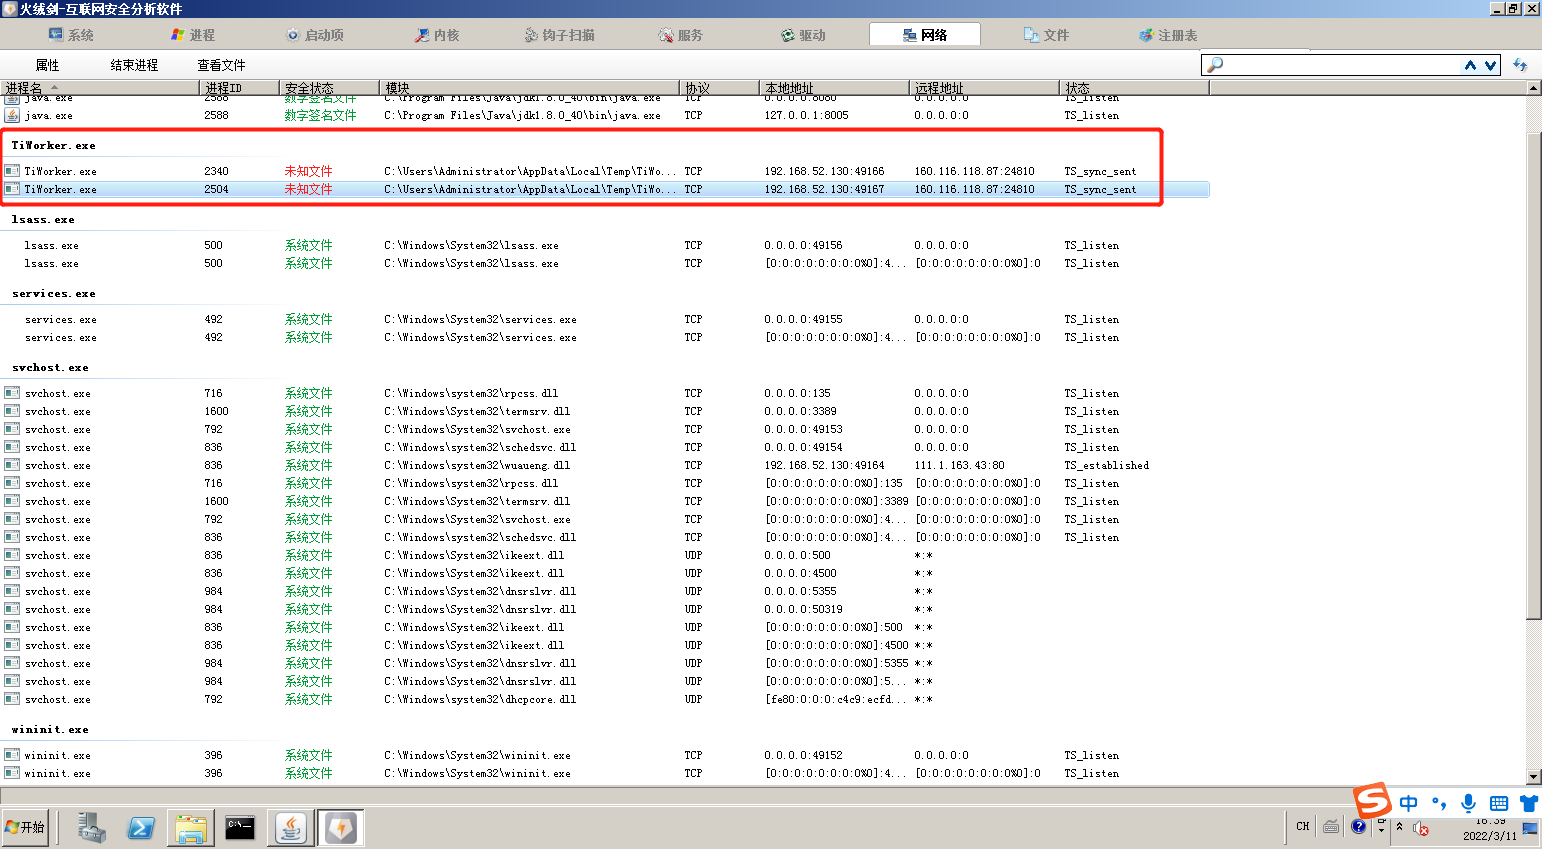 火绒剑-互联网安全分析软件
系统 进程 启动项 内核 钩子扫描 服务 驱动 网络 文件 注册表
属性 结束进程 查看文件
进程名 进程ID 安全状态 模块 协议 本地地址 远程地址 状态
java.exe 2588 数字签名文件 C:\Program Files\Java\jdk1.8.0_40\bin\java.exe TCP 0.0.0.0:8080 0.0.0.0:0 TS_listen
java.exe 2588 数字签名文件 C:\Program Files\Java\jdk1.8.0_40\bin\java.exe TCP 127.0.0.1:8005 0.0.0.0:0 TS_listen
TiWorker.exe
TiWorker.exe 2340 未知文件 C:\Users\Administrator\AppData\Local\Temp\TiWo... TCP 192.168.52.130:49166 160.116.118.87:24810 TS_sync_sent
TiWorker.exe 2504 未知文件 C:\Users\Administrator\AppData\Local\Temp\TiWo... TCP 192.168.52.130:49167 160.116.118.87:24810 TS_sync_sent
lsass.exe
lsass.exe 500 系统文件 C:\Windows\System32\lsass.exe TCP 0.0.0.0:49156 0.0.0.0:0 TS_listen
lsass.exe 500 系统文件 C:\Windows\System32\lsass.exe TCP [0:0:0:0:0:0:0%0]:4... [0:0:0:0:0:0:0%0]:0 TS_listen
services.exe
services.exe 492 系统文件 C:\Windows\System32\services.exe TCP 0.0.0.0:49155 0.0.0.0:0 TS_listen
services.exe 492 系统文件 C:\Windows\System32\services.exe TCP [0:0:0:0:0:0:0%0]:4... [0:0:0:0:0:0:0%0]:0 TS_listen
svchost.exe
svchost.exe 716 系统文件 C:\Windows\system32\rpcss.dll TCP 0.0.0.0:135 0.0.0.0:0 TS_listen
svchost.exe 1600 系统文件 C:\Windows\System32\termsrv.dll TCP 0.0.0.0:3389 0.0.0.0:0 TS_listen
svchost.exe 792 系统文件 C:\Windows\System32\svchost.exe TCP 0.0.0.0:49153 0.0.0.0:0 TS_listen
svchost.exe 836 系统文件 C:\Windows\system32\schedsvc.dll TCP 0.0.0.0:49154 0.0.0.0:0 TS_listen
svchost.exe 836 系统文件 C:\Windows\system32\wuaueng.dll TCP 192.168.52.130:49164 111.1.163.43:80 TS_established
svchost.exe 716 系统文件 C:\Windows\system32\rpcss.dll TCP [0:0:0:0:0:0:0%0]:135 [0:0:0:0:0:0:0%0]:0 TS_listen
svchost.exe 1600 系统文件 C:\Windows\System32\termsrv.dll TCP [0:0:0:0:0:0:0%0]:3389 [0:0:0:0:0:0:0%0]:0 TS_listen
svchost.exe 792 系统文件 C:\Windows\System32\svchost.exe TCP [0:0:0:0:0:0:0%0]:4... [0:0:0:0:0:0:0%0]:0 TS_listen
svchost.exe 836 系统文件 C:\Windows\system32\schedsvc.dll TCP [0:0:0:0:0:0:0%0]:4... [0:0:0:0:0:0:0%0]:0 TS_listen
svchost.exe 836 系统文件 C:\Windows\System32\ikeext.dll UDP 0.0.0.0:500 *:*
svchost.exe 836 系统文件 C:\Windows\System32\ikeext.dll UDP 0.0.0.0:4500 *:*
svchost.exe 984 系统文件 C:\Windows\System32\dnsrslvr.dll UDP 0.0.0.0:5355 *:*
svchost.exe 984 系统文件 C:\Windows\System32\dnsrslvr.dll UDP 0.0.0.0:50319 *:*
svchost.exe 836 系统文件 C:\Windows\System32\ikeext.dll UDP [0:0:0:0:0:0:0%0]:500 *:*
svchost.exe 836 系统文件 C:\Windows\System32\ikeext.dll UDP [0:0:0:0:0:0:0%0]:4500 *:*
svchost.exe 984 系统文件 C:\Windows\System32\dnsrslvr.dll UDP [0:0:0:0:0:0:0%0]:5355 *:*
svchost.exe 984 系统文件 C:\Windows\System32\dnsrslvr.dll UDP [0:0:0:0:0:0:0%0]:5... *:*
svchost.exe 792 系统文件 C:\Windows\system32\dhcpcore.dll UDP [fe80:0:0:0:c4c9:ecfd... *:*
wininit.exe
wininit.exe 396 系统文件 C:\Windows\System32\wininit.exe TCP 0.0.0.0:49152 0.0.0.0:0 TS_listen
wininit.exe 396 系统文件 C:\Windows\System32\wininit.exe TCP [0:0:0:0:0:0:0%0]:4... [0:0:0:0:0:0:0%0]:0 TS_listen
S 中
开始 CH 16:39
2022/3/11